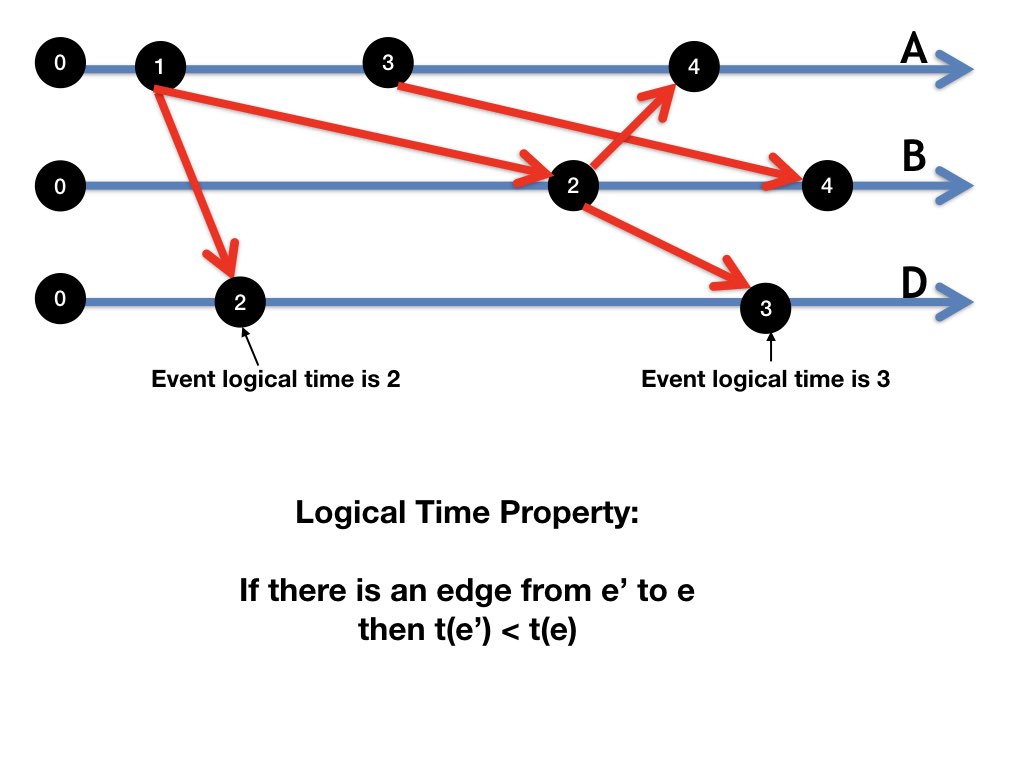 0 1 3 4 A
0 2 4 B
0 2 3 D
Event logical time is 2
Event logical time is 3
Logical Time Property:
If there is an edge from e’ to e
then t(e’) < t(e)